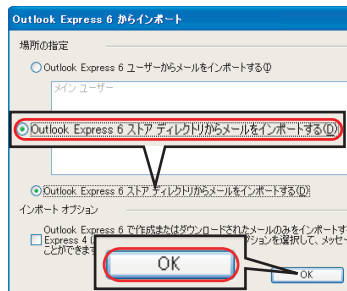 Outlook Express 6 からインポート
場所の指定
Outlook Express 6 ユーザーからメールをインポートする(I)
メイン ユーザー
Outlook Express 6 ストア ディレクトリからメールをインポートする(D)
Outlook Express 6 ストア ディレクトリからメールをインポートする(D)
インポート オプション
Outlook Express 6 で作成またはダウンロードされたメールのみをインポートす
Express 4
ションを選択して、メッセー
ことができます
OK
OK